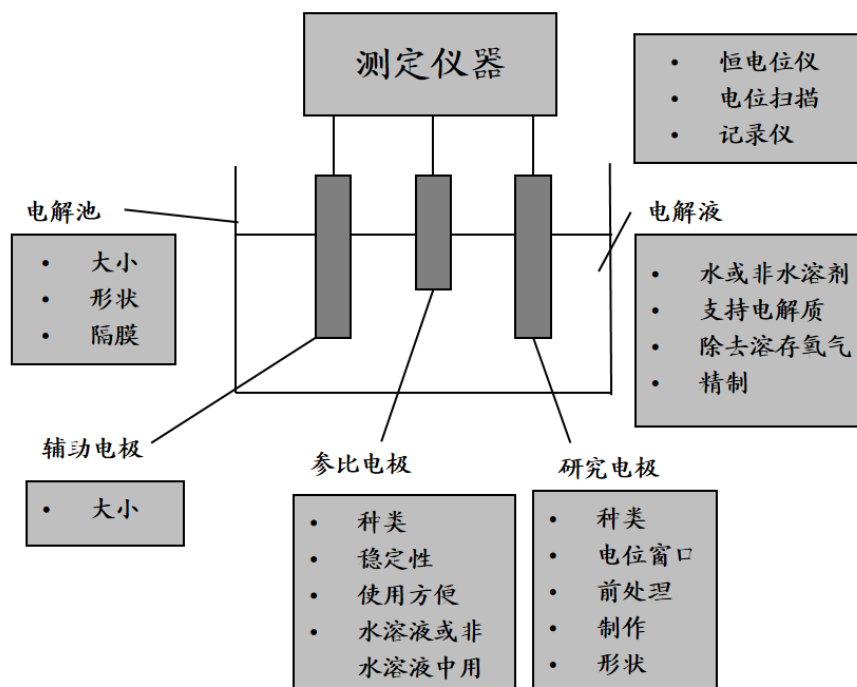 测定仪器
• 恒电位仪
• 电位扫描
• 记录仪
电解池
• 大小
• 形状
• 隔膜
电解液
• 水或非水溶剂
• 支持电解质
• 除去溶存氧气
• 精制
辅助电极
• 大小
参比电极
• 种类
• 稳定性
• 使用方便
• 水溶液或非
水溶液中用
研究电极
• 种类
• 电位窗口
• 前处理
• 制作
• 形状